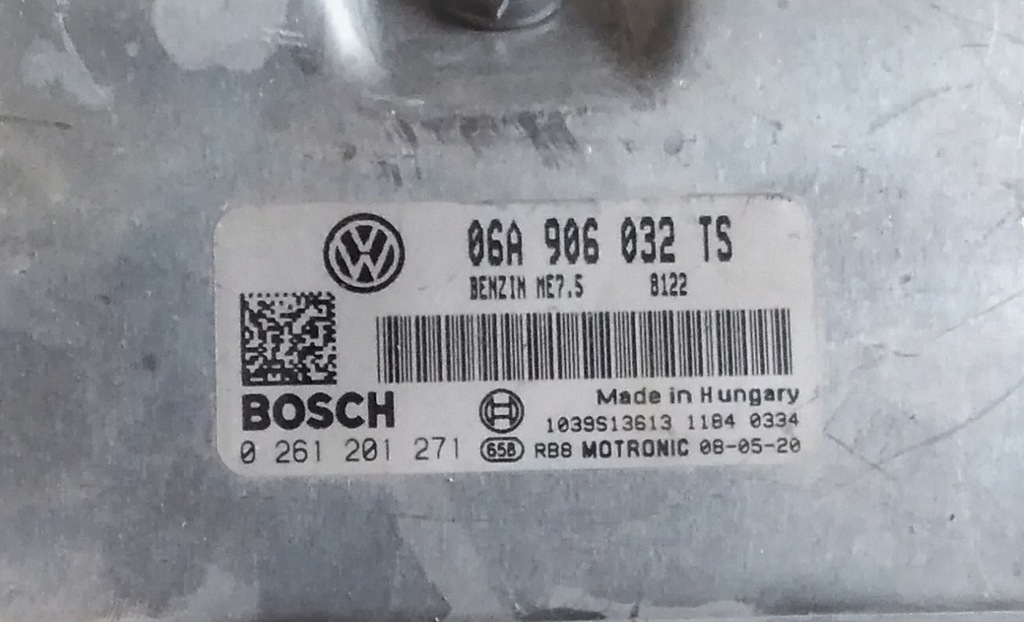 06A 906 032 TS
BENZIN ME7.5 8122
BOSCH
Made in Hungary
1039S13613 1184 0334
0 261 201 271 658 RB8 MOTRONIC 08-05-20